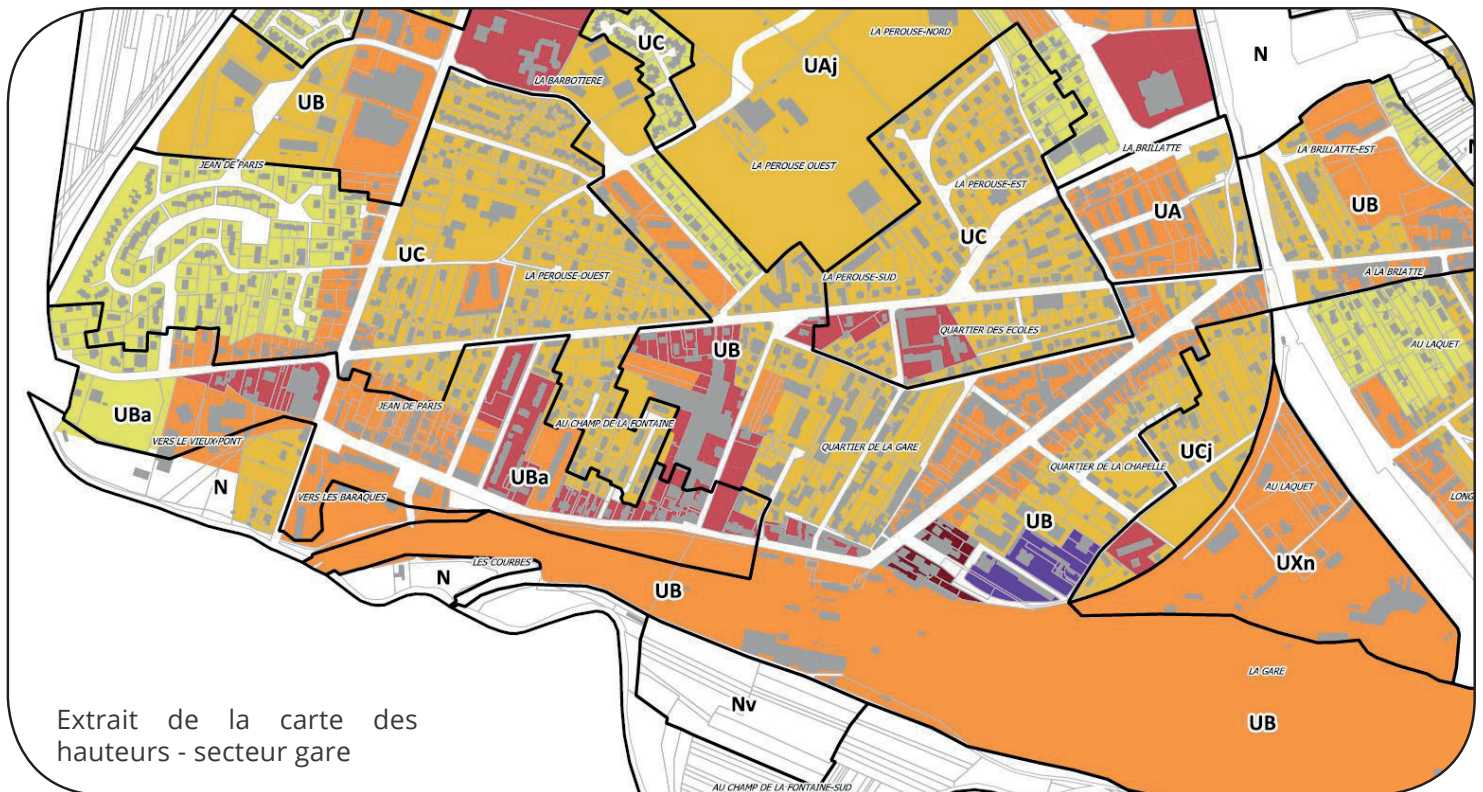 LA PEROUSE-NORD
UC
N
UAj
LA BARBOTIERE
UB
LA BRILLATTE
LA BRILLATTE-EST
JEAN DE PARIS
LA PEROUSE OUEST
LA PEROUSE-EST
UB
UA
UC
UC
A LA BRIATTE
LA PEROUSE-OUEST
LA PEROUSE-SUD
QUARTIER DES ECOLES
AU LAQUET
UB
JEAN DE PARIS
UBa
AU CHAMP DE LA FONTAINE
VERS LE VIEUX-PONT
QUARTIER DE LA GARE
UCj
QUARTIER DE LA CHAPELLE
UBa
N
AU LAQUET
VERS LES BARAQUES
UB
LES COURBES
UXn
N
UB
LA GARE
Nv
UB
Extrait de la carte des
hauteurs - secteur gare
AU CHAMP DE LA FONTAINE-SUD